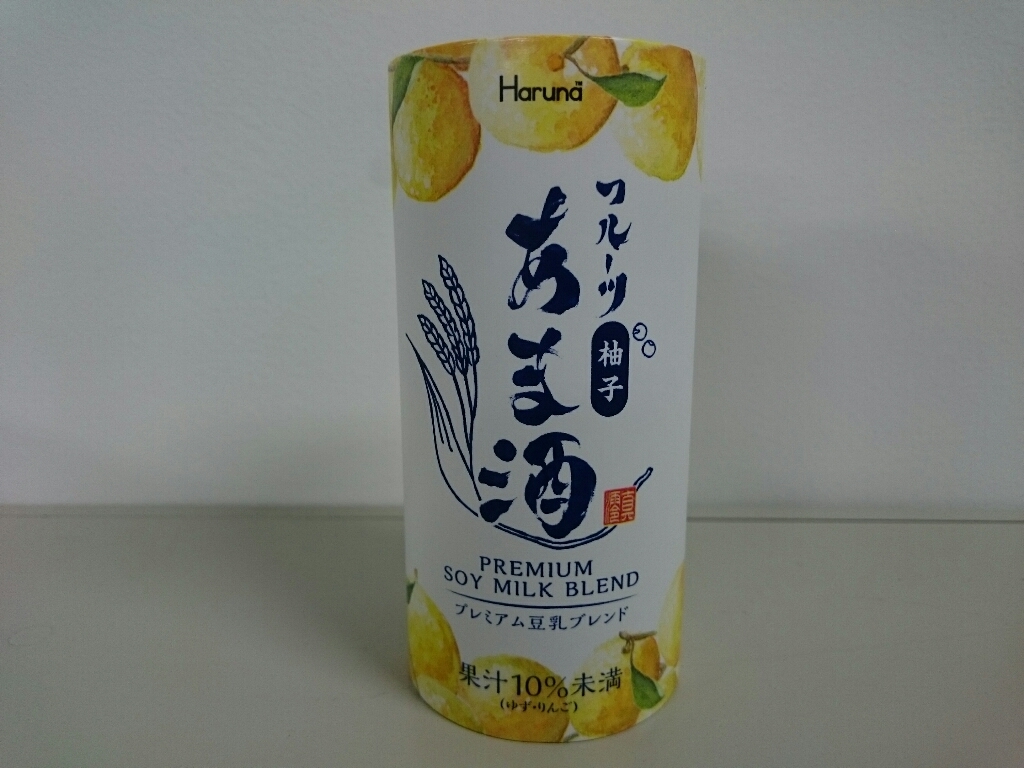 Haruna
フルーツ
柚子
あま酒
PREMIUM
SOY MILK BLEND
プレミアム豆乳ブレンド
果汁10%未満
(ゆず・りんご)